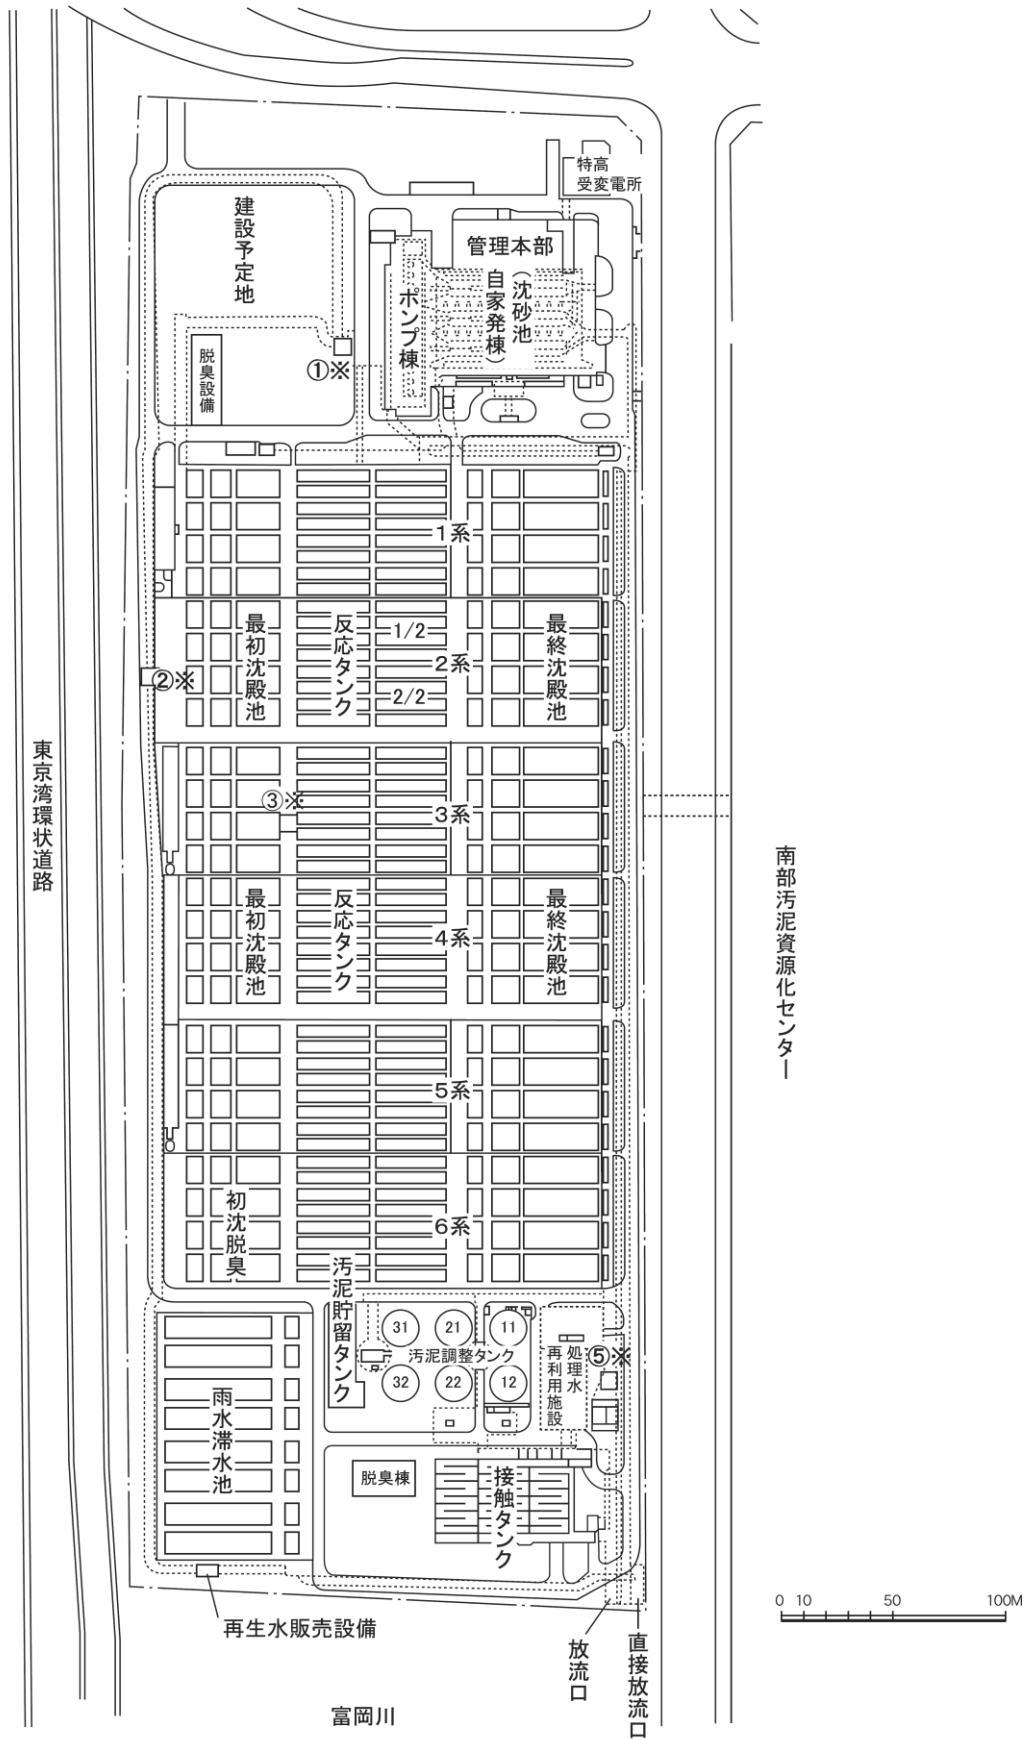 特高
受変電所
建設予定地
管理本部
ポンプ棟
自家発棟
（沈砂池）
脱臭設備
①※
1系
最初沈殿池
反応タンク
1/2
2系
2/2
最終沈殿池
②※
東京湾環状道路
③※
3系
南部汚泥資源化センター
最初沈殿池
反応タンク
4系
最終沈殿池
5系
初沈脱臭
6系
汚泥貯留タンク
31
21
11
汚泥調整タンク
32
22
12
処理水
再利用施設
⑤※
雨水滞水池
脱臭棟
接触タンク
再生水販売設備
放流口
直接放流口
富岡川
0 10 50 100M